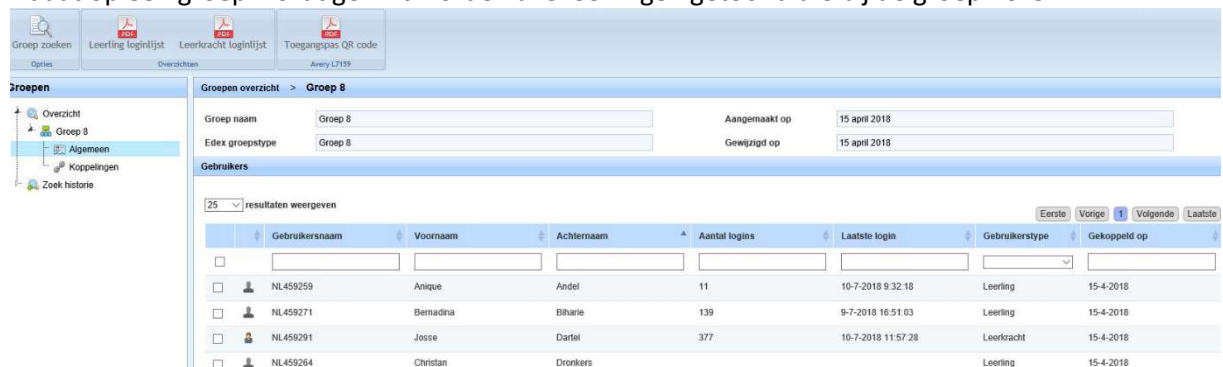 Groep zoeken Leerling loginlijst Leerkracht loginlijst Toegangspas QR code
Opties Overzichten Avery L7159
Groepen Groepen overzicht > Groep 8
Overzicht
Groep 8
Algemeen
Koppelingen
Zoek historie
Groep naam Groep 8 Aangemaakt op 15 april 2018
Edex groepstype Groep 8 Gewijzigd op 15 april 2018
Gebruikers
25 resultaten weergeven
Eerste Vorige 1 Volgende Laatste
Gebruikersnaam Voornaam Achternaam Aantal logins Laatste login Gebruikerstype Gekoppeld op
NL459259 Anique Andel 11 10-7-2018 9:32:18 Leerling 15-4-2018
NL459271 Bernadina Biharie 139 9-7-2018 16:51:03 Leerling 15-4-2018
NL459291 Josse Dartel 377 10-7-2018 11:57:28 Leerkracht 15-4-2018
NL459264 Christan Dronkers Leerling 15-4-2018